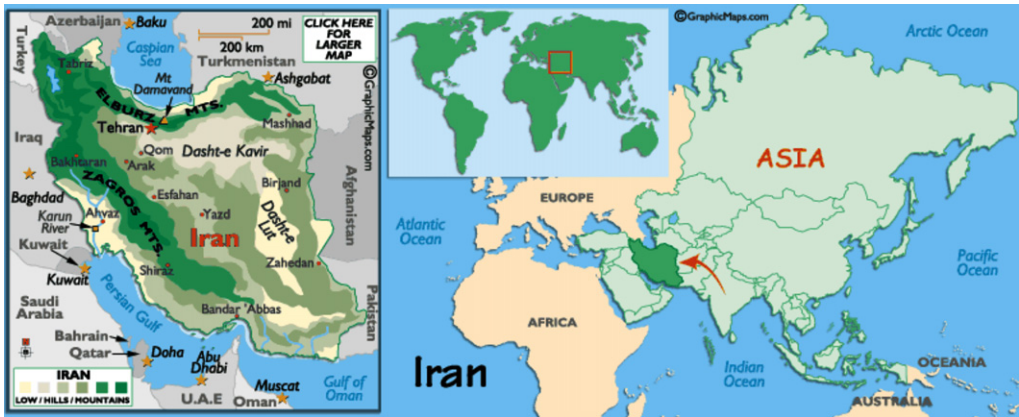 Azerbaijan
Baku
200 mi
200 km
CLICK HERE
FOR
LARGER
MAP
Turkey
Caspian
Sea
Turkmenistan
Ashgabat
©GraphicMaps.com
Tabriz
Mt
Damavand
ELBURZ MTS.
Tehran
Mashhad
Iraq
Qom
Dasht-e Kavir
Bakhtaran
Arak
Baghdad
ZAGROS MTS.
Esfahan
Birjand
Afghanistan
Karun
River
Ahvaz
Yazd
Dasht-e
Lut
Iran
Kuwait
Kuwait
Shiraz
Zahedan
Saudi
Arabia
Persian Gulf
Bandar 'Abbas
Pakistan
Bahrain
Qatar
Doha
Abu
Dhabi
Muscat
Gulf of
Oman
U.A.E
Oman
IRAN
LOW / HILLS / MOUNTAINS
©GraphicMaps.com
Arctic Ocean
ASIA
EUROPE
Atlantic
Ocean
Pacific
Ocean
AFRICA
Iran
Indian
Ocean
OCEANIA
AUSTRALIA